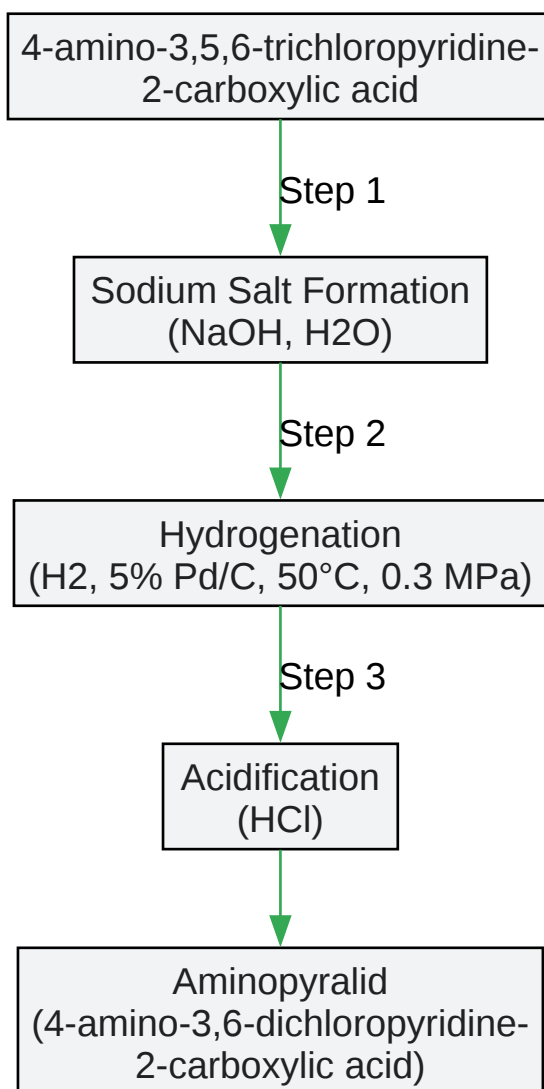 4-amino-3,5,6-trichloropyridine-
2-carboxylic acid
Step 1
Sodium Salt Formation
(NaOH, H2O)
Step 2
Hydrogenation
(H2, 5% Pd/C, 50°C, 0.3 MPa)
Step 3
Acidification
(HCl)
Aminopyralid
(4-amino-3,6-dichloropyridine-
2-carboxylic acid)